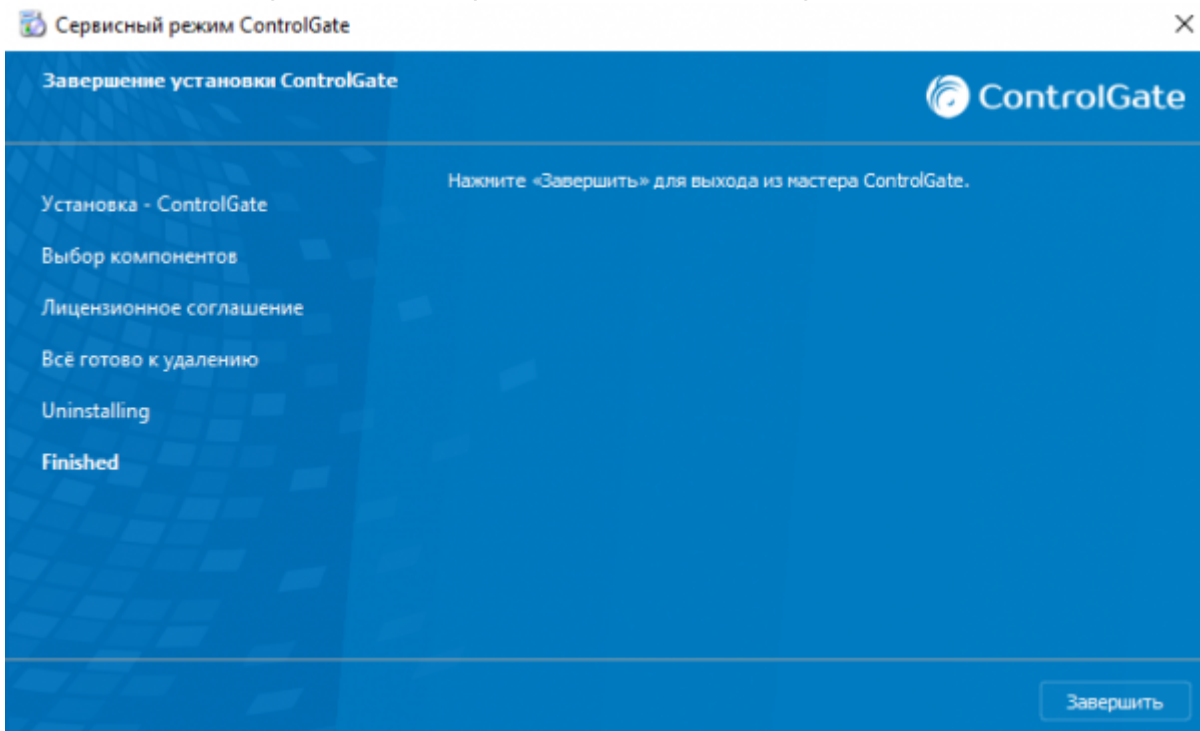 Сервисный режим ControlGate
Завершение установки ControlGate
ControlGate
Нажмите «Завершить» для выхода из мастера ControlGate.
Установка - ControlGate
Выбор компонентов
Лицензионное соглашение
Всё готово к удалению
Uninstalling
Finished
Завершить